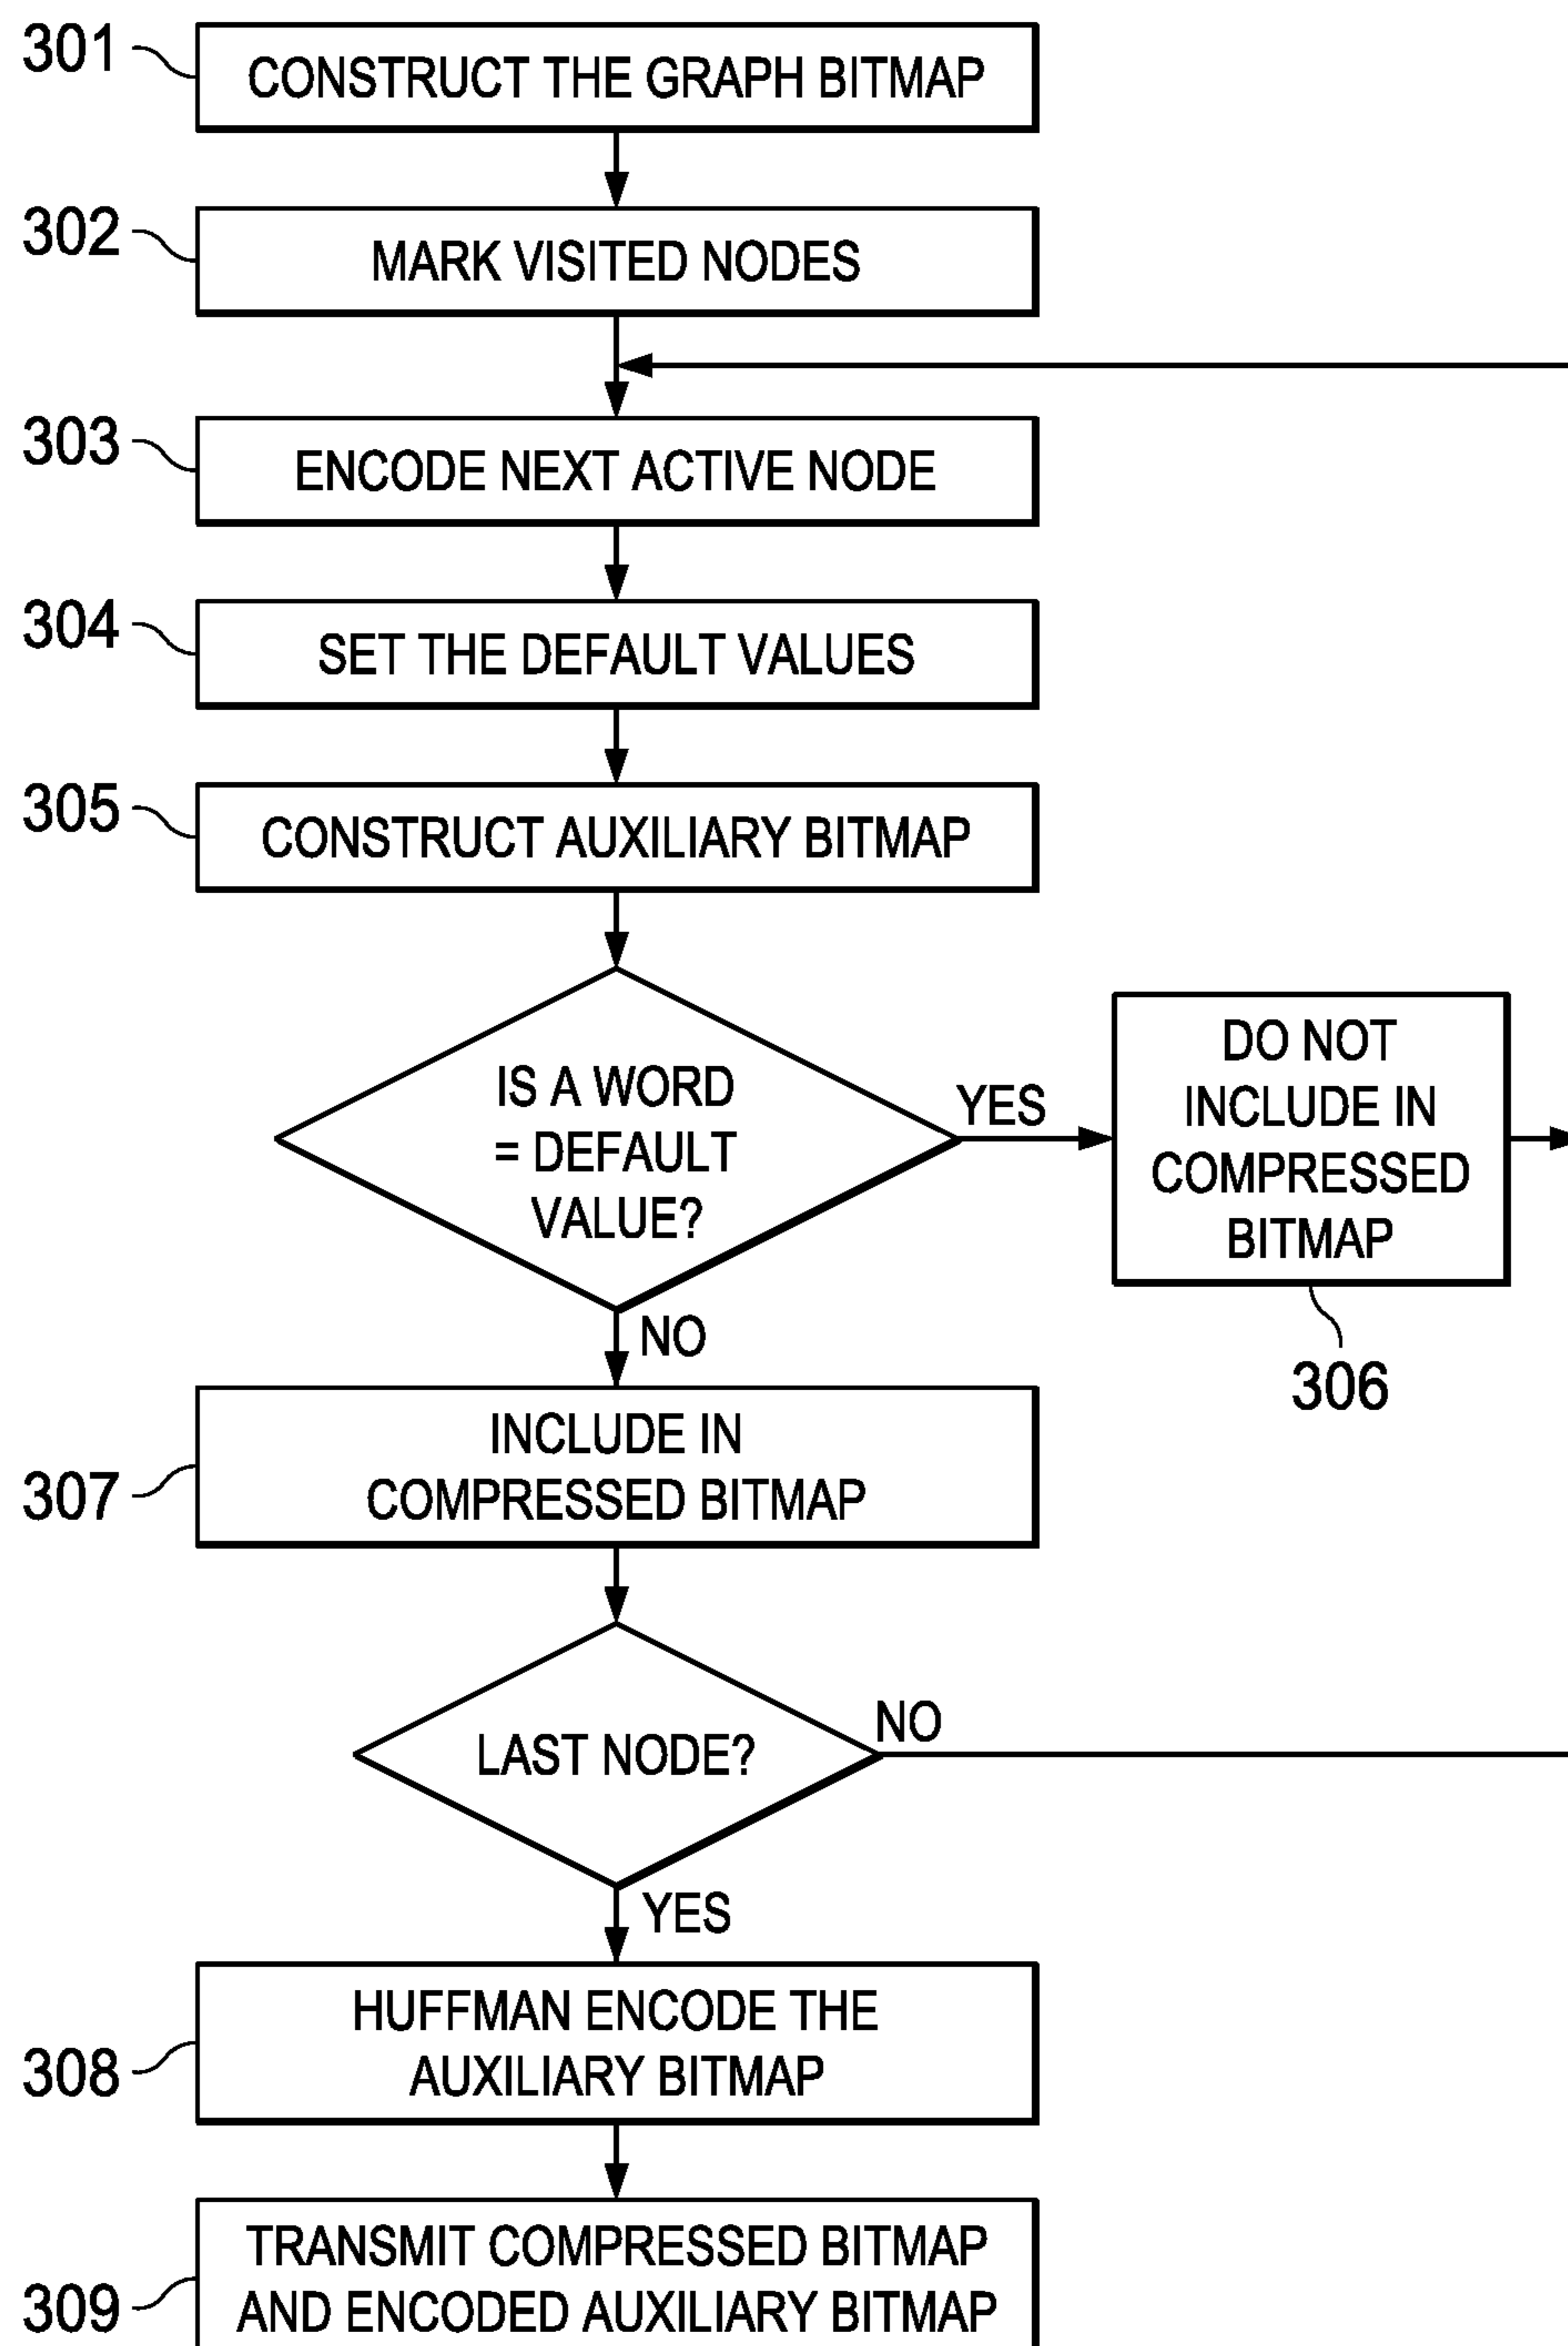 301
CONSTRUCT THE GRAPH BITMAP
302
MARK VISITED NODES
303
ENCODE NEXT ACTIVE NODE
304
SET THE DEFAULT VALUES
305
CONSTRUCT AUXILIARY BITMAP
IS A WORD
= DEFAULT
VALUE?
YES
DO NOT
INCLUDE IN
COMPRESSED
BITMAP
306
NO
307
INCLUDE IN
COMPRESSED BITMAP
LAST NODE?
NO
YES
308
HUFFMAN ENCODE THE
AUXILIARY BITMAP
309
TRANSMIT COMPRESSED BITMAP
AND ENCODED AUXILIARY BITMAP